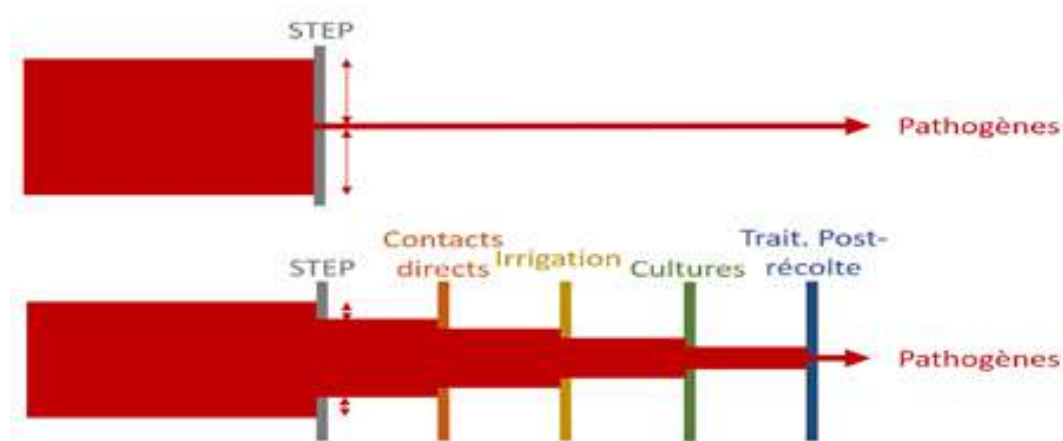 STEP
Pathogènes
STEP
Contacts
directs
Irrigation
Cultures
Trait. Post-
récolte
Pathogènes